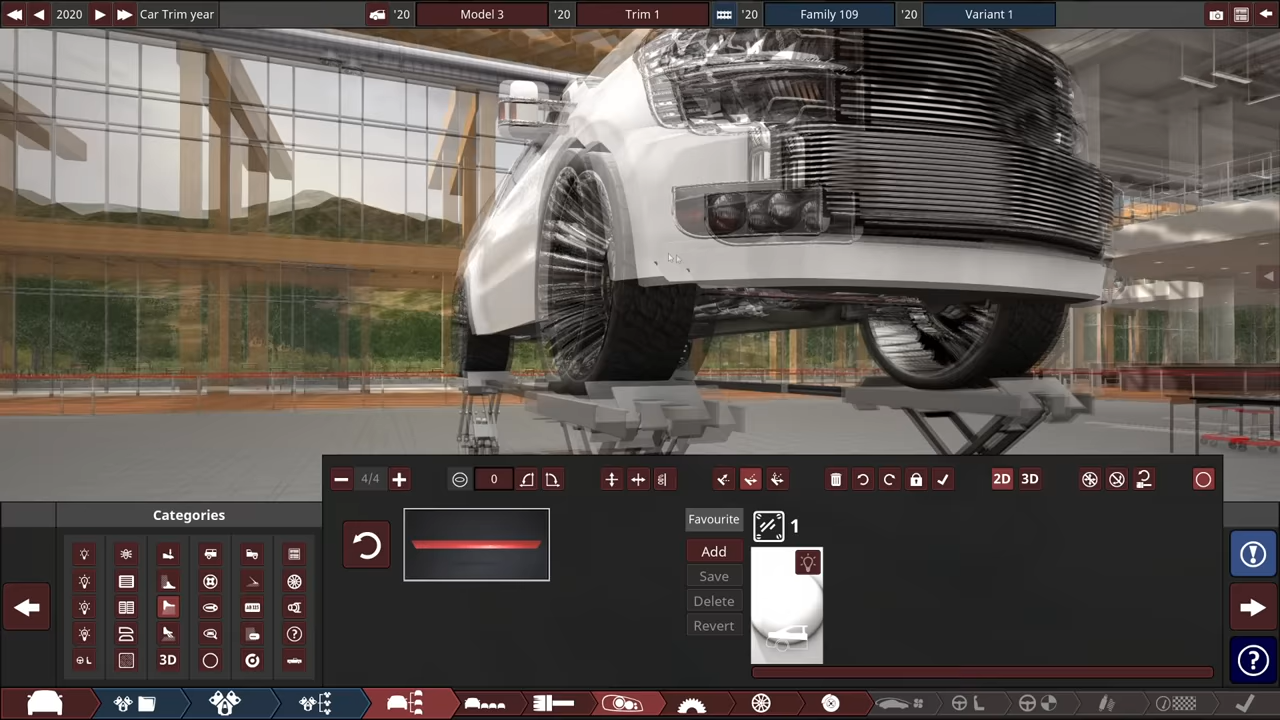 2020 Car Trim year '20 Model 3 '20 Trim 1 '20 Family 109 '20 Variant 1
4/4 0 2D 3D
Categories
Favourite 1
Add
Save
Delete
Revert
L 3D